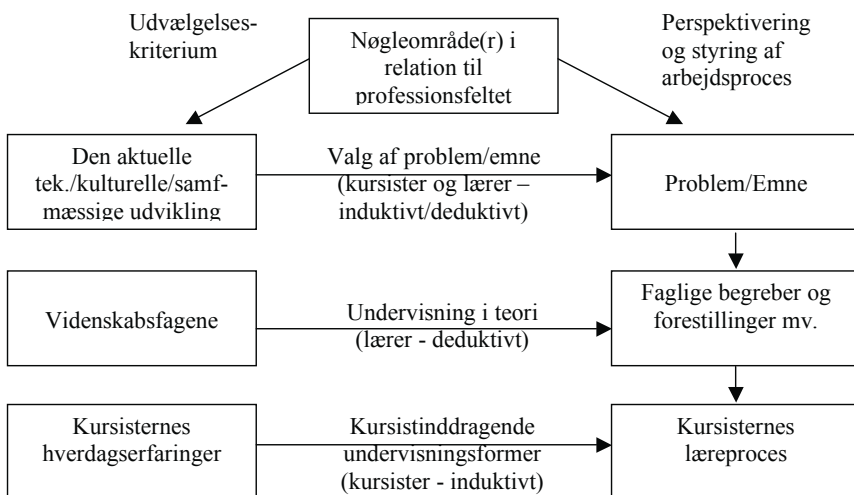 Udvælgelses-
kriterium
Nøgleområde(r) i
relation til
professionsfeltet
Perspektivering
og styring af
arbejdsproces
Den aktuelle
tek./kulturelle/samf-
mæssige udvikling
Valg af problem/emne
(kursister og lærer –
induktivt/deduktivt)
Problem/Emne
Videnskabsfagene
Undervisning i teori
(lærer - deduktivt)
Faglige begreber og
forestillinger mv.
Kursisternes
hverdagserfaringer
Kursistinddragende
undervisningsformer
(kursister - induktivt)
Kursisternes
læreproces